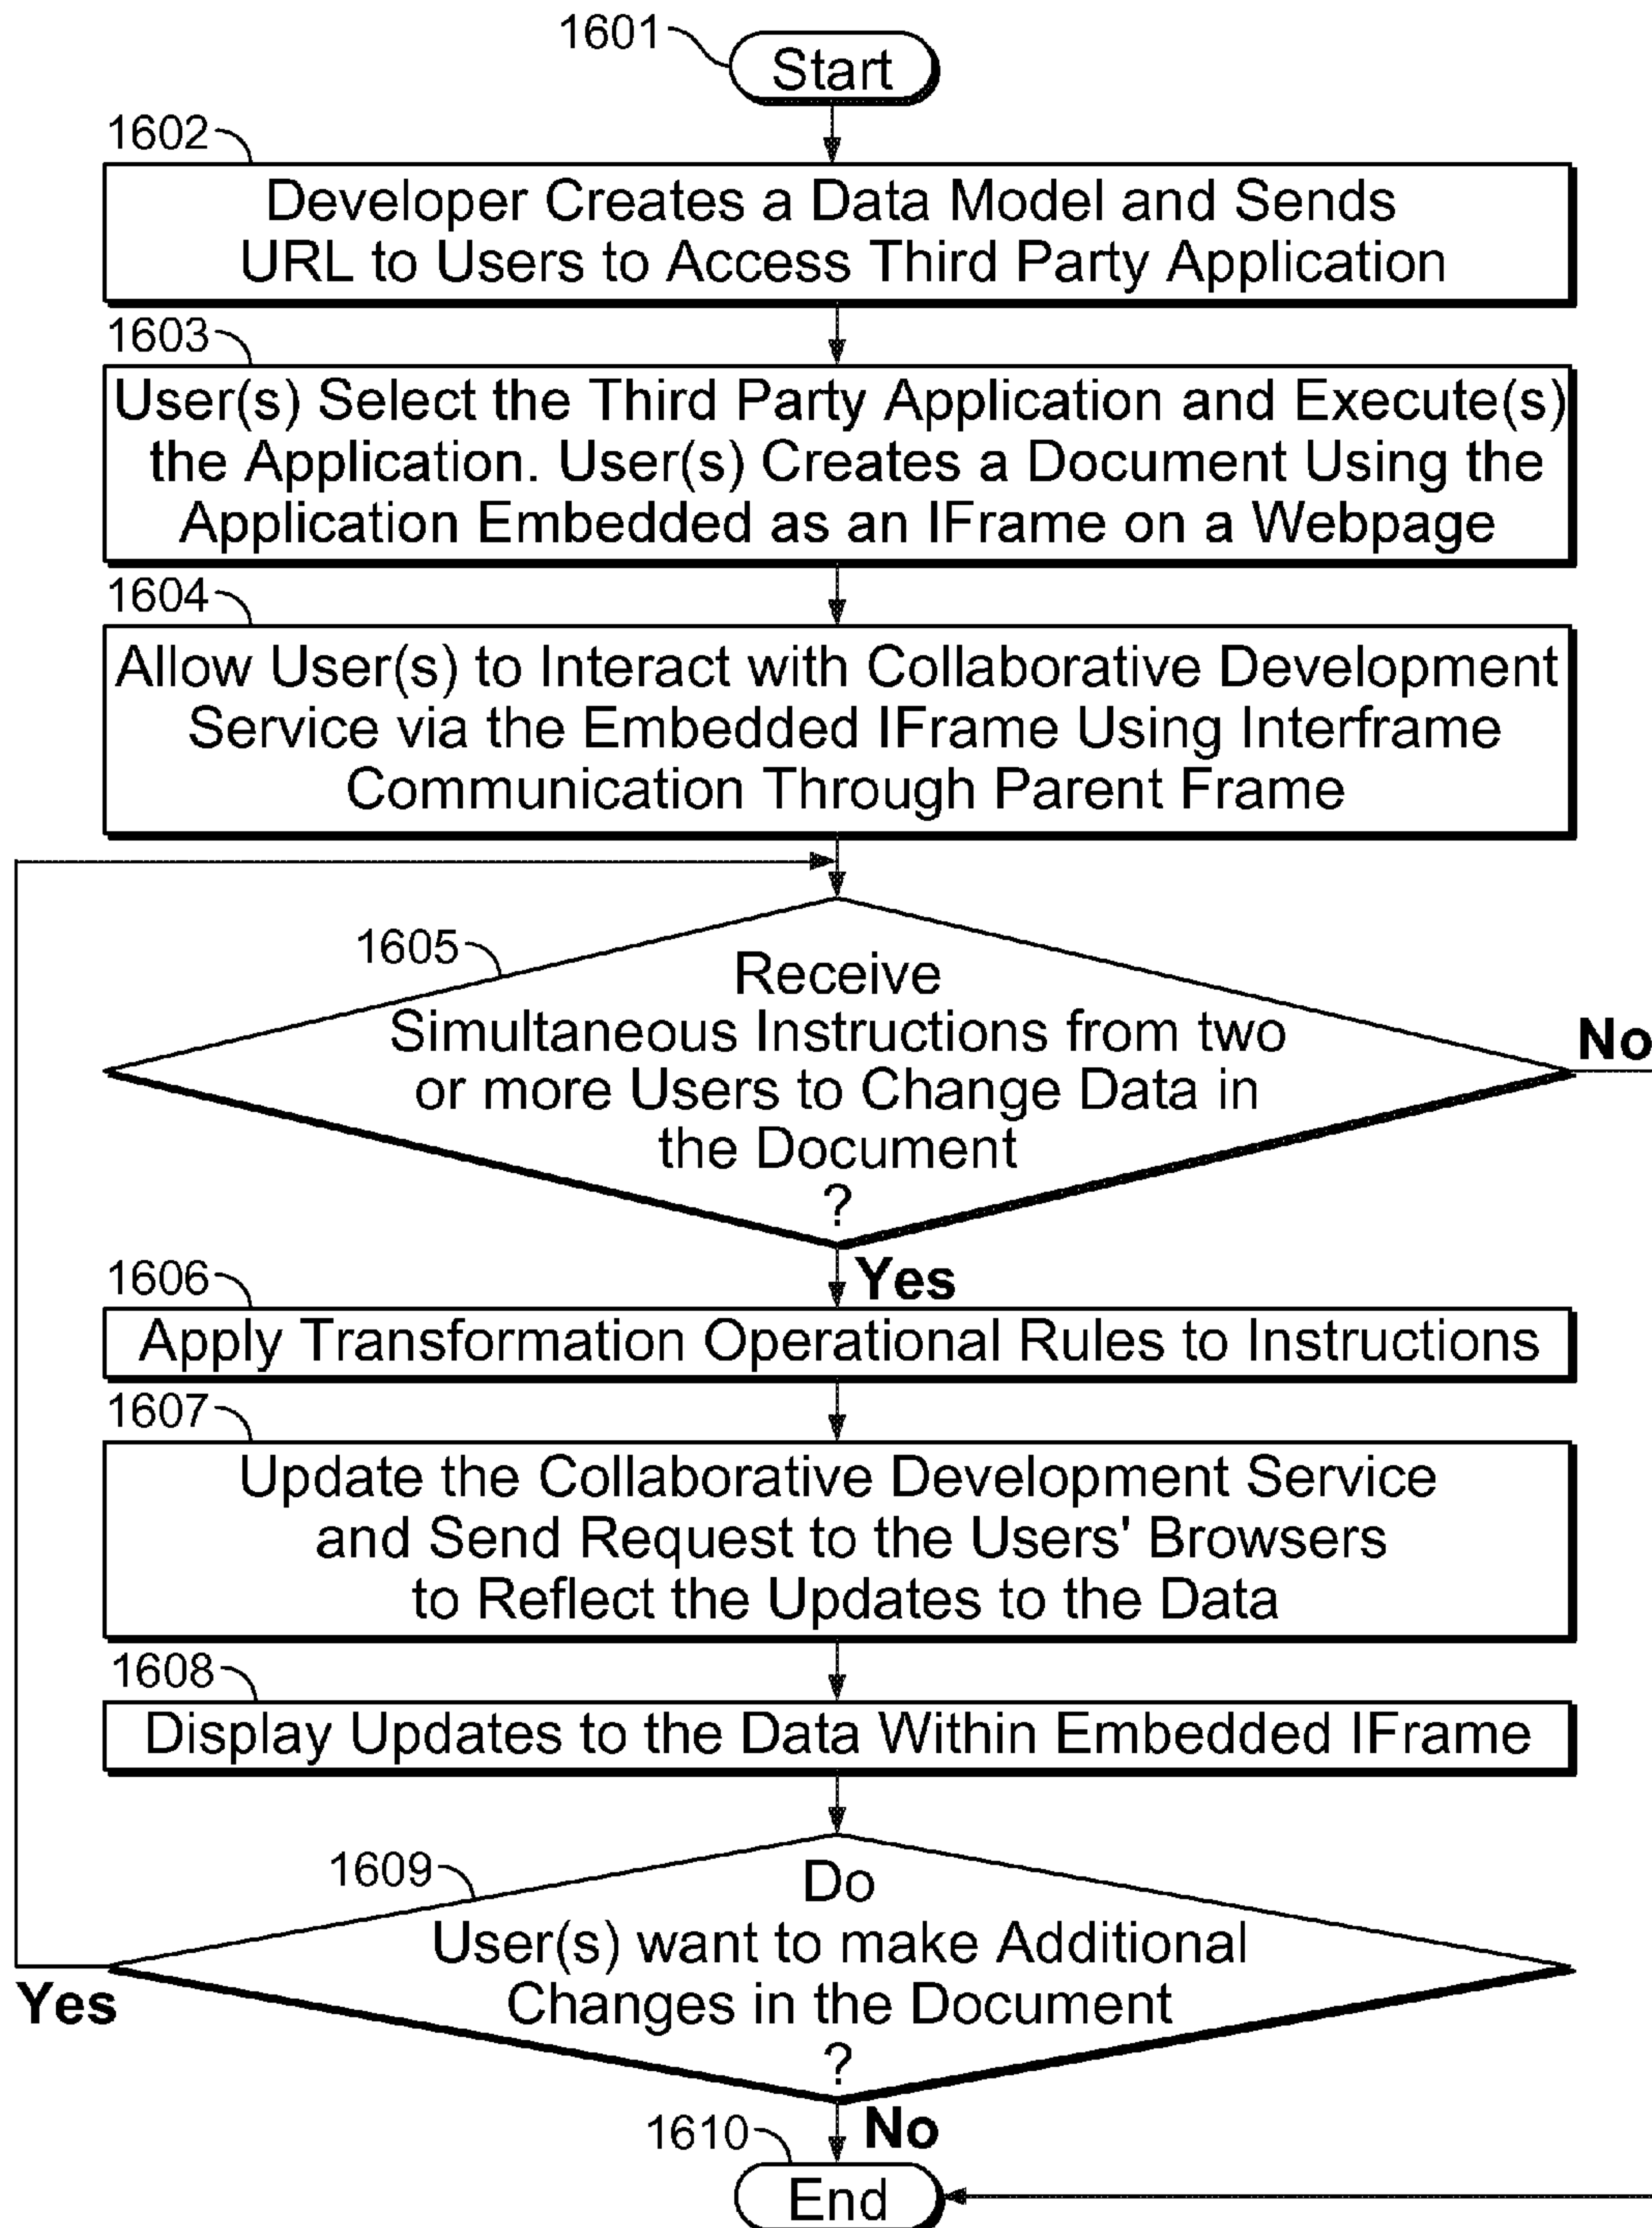 1601
Start
1602
Developer Creates a Data Model and Sends
URL to Users to Access Third Party Application
1603
User(s) Select the Third Party Application and Execute(s)
the Application. User(s) Creates a Document Using the
Application Embedded as an IFrame on a Webpage
1604
Allow User(s) to Interact with Collaborative Development
Service via the Embedded IFrame Using Interframe
Communication Through Parent Frame
1605
Receive
Simultaneous Instructions from two
or more Users to Change Data in
the Document
?
No
Yes
1606
Apply Transformation Operational Rules to Instructions
1607
Update the Collaborative Development Service
and Send Request to the Users' Browsers
to Reflect the Updates to the Data
1608
Display Updates to the Data Within Embedded IFrame
1609
Do
User(s) want to make Additional
Changes in the Document
?
Yes
No
1610
End